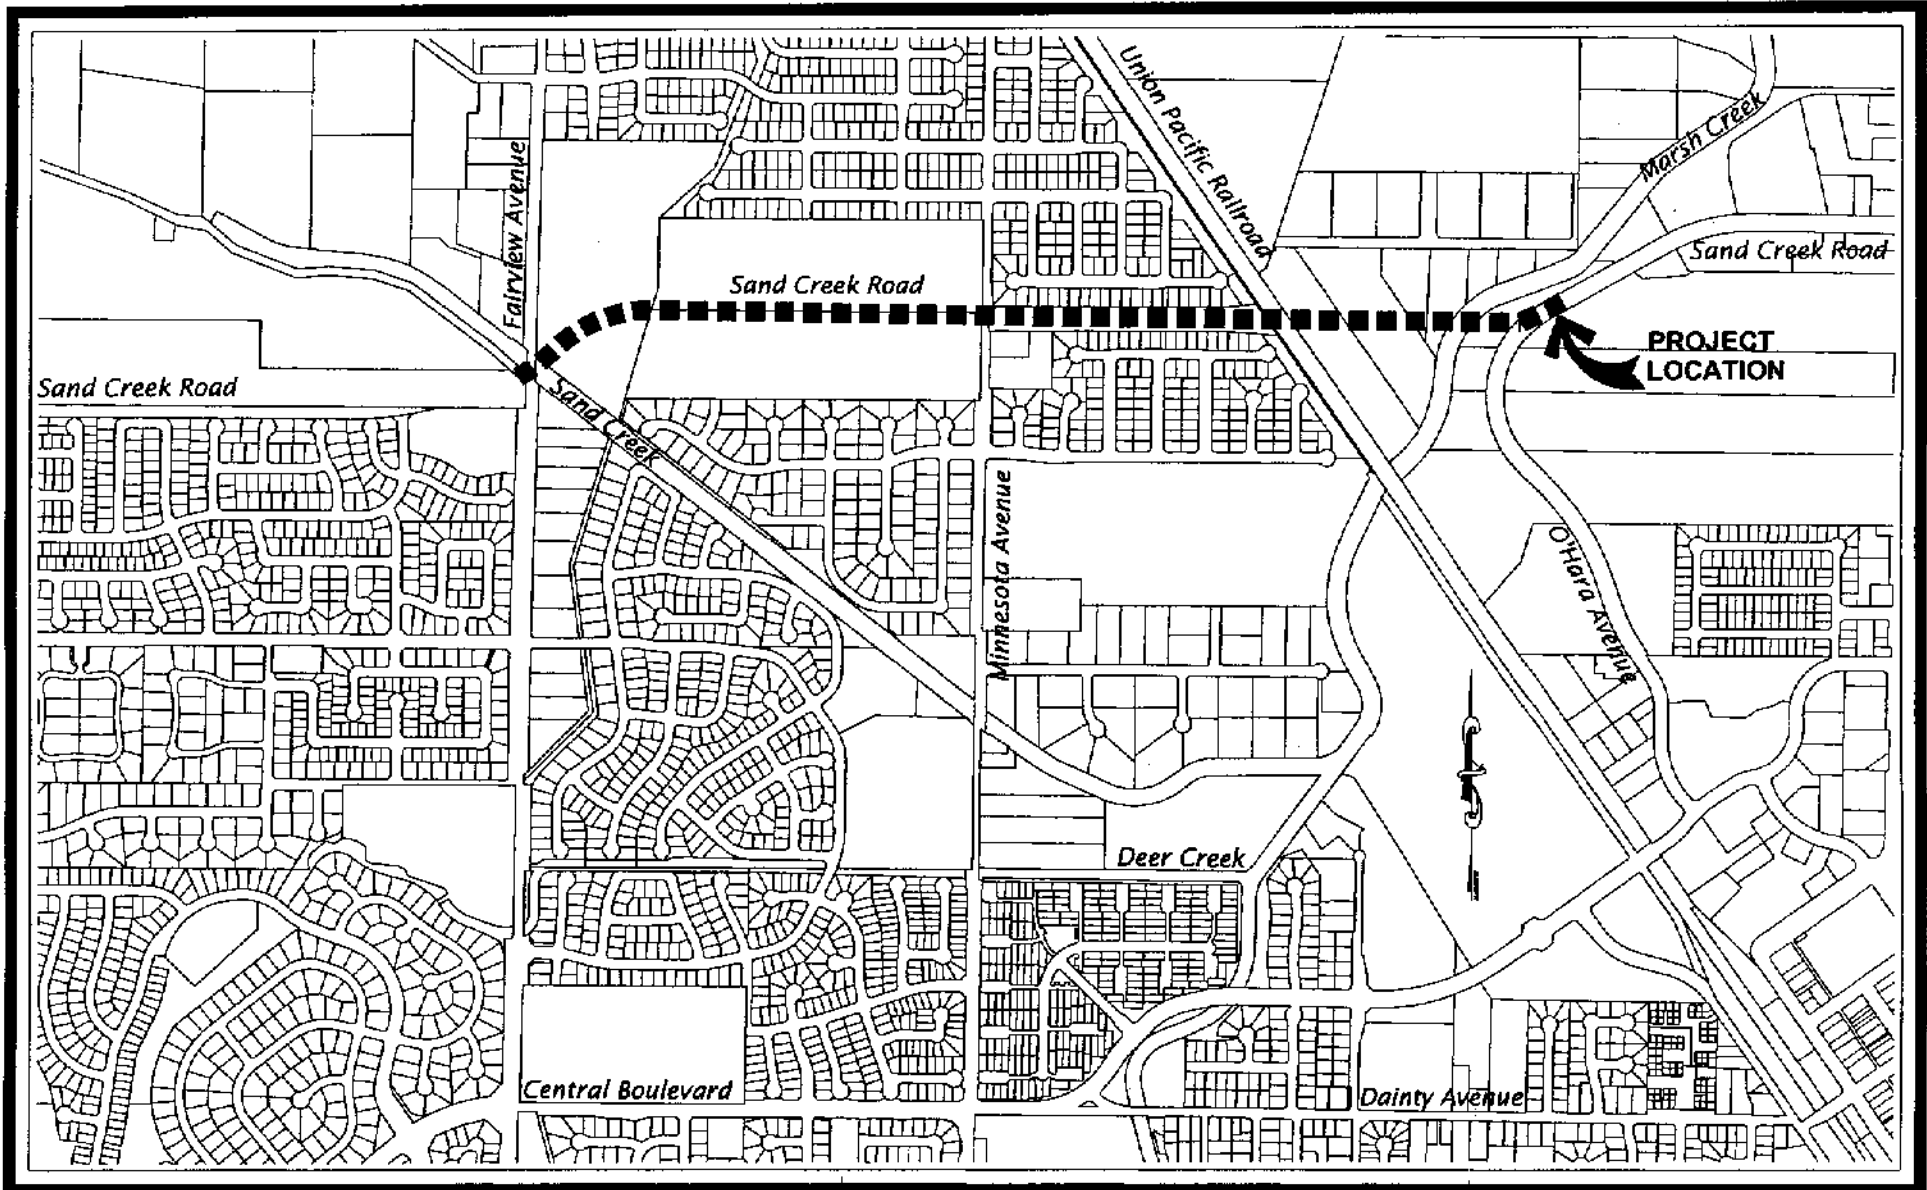 Union Pacific Railroad
Marsh Creek
Fairview Avenue
Sand Creek Road
Sand Creek Road
PROJECT
LOCATION
Sand Creek Road
Sand Creek
Minnesota Avenue
O'Hara Avenue
Deer Creek
Central Boulevard
Dainty Avenue